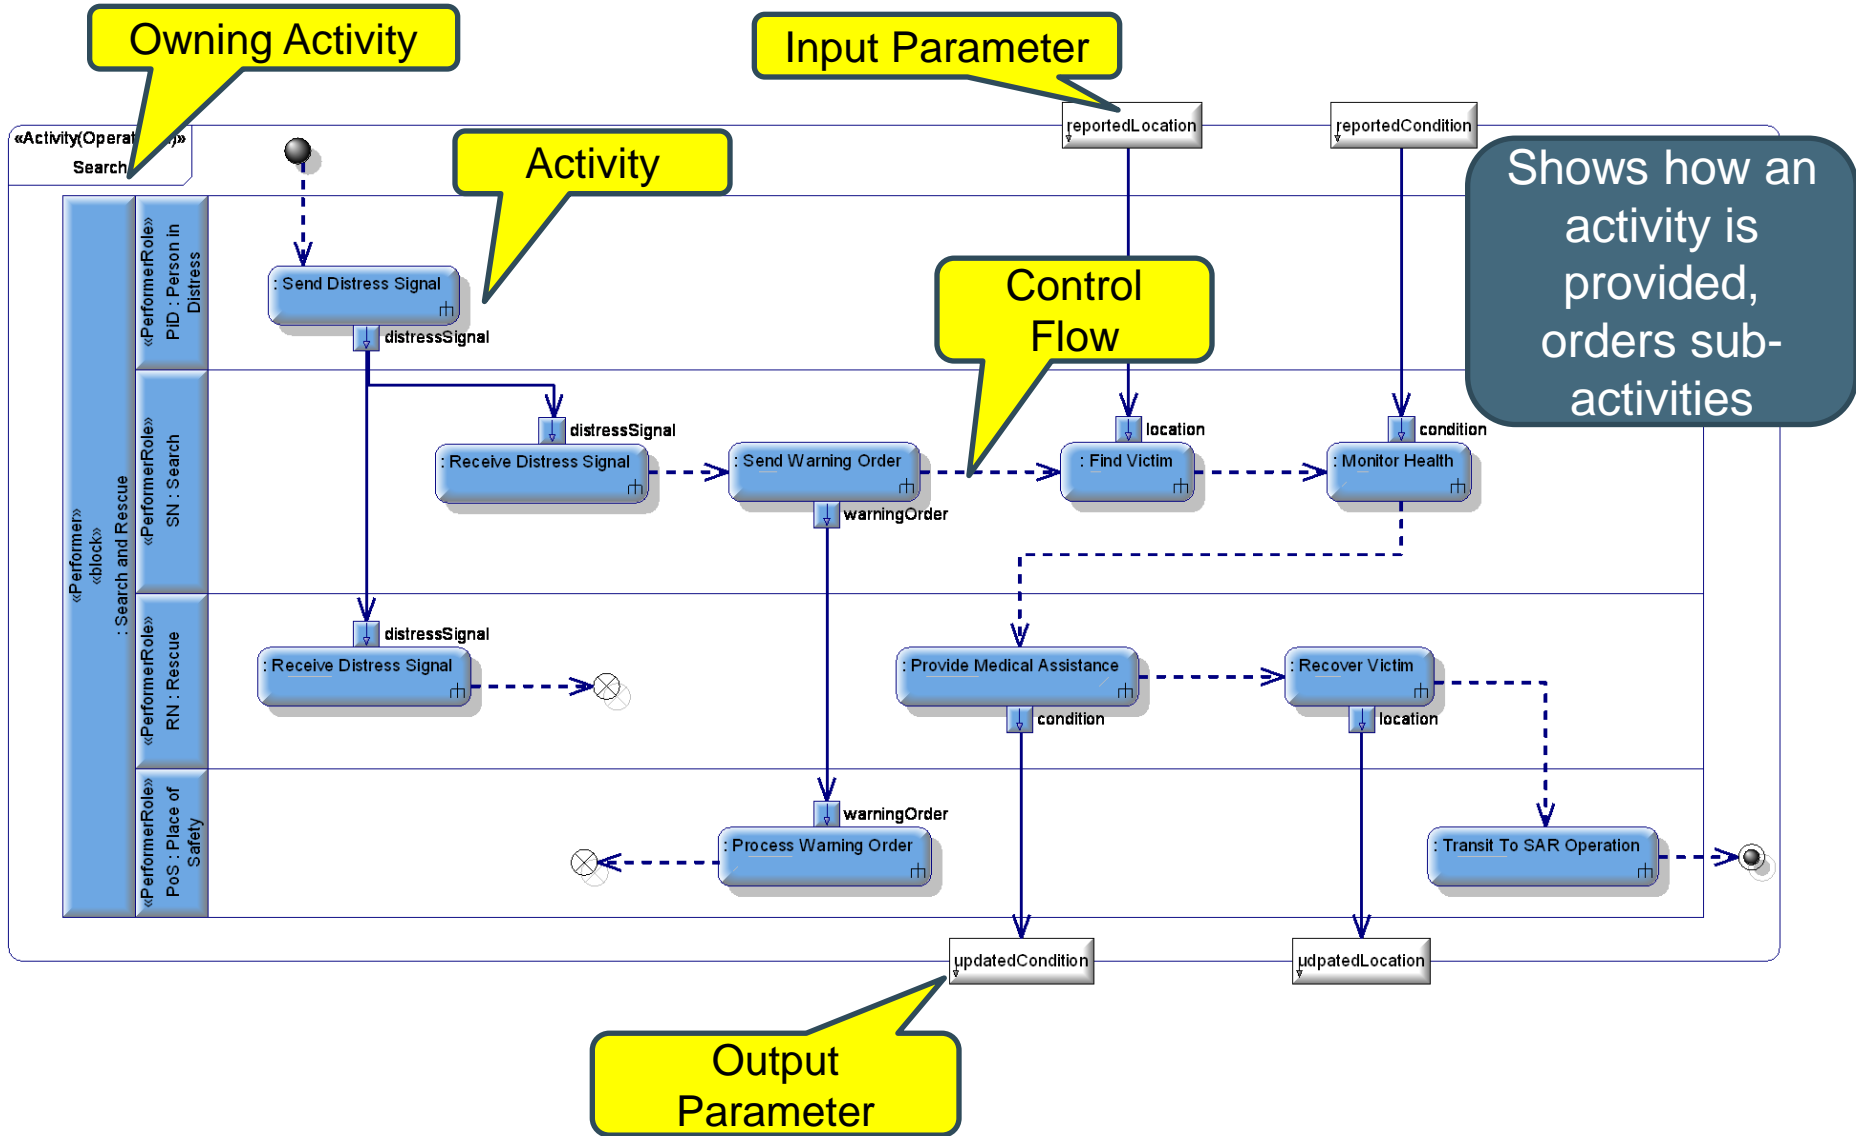 Owning Activity
Input Parameter
reportedLocation
reportedCondition
«Activity(Operat
)»
Search
Activity
Shows how an
activity is
provided,
orders sub-
activities
«Performer»
«block»
: Search and Rescue
«PerformerRole»
PiD : Person in
Distress
: Send Distress Signal
distressSignal
Control
Flow
«PerformerRole»
SN : Search
distressSignal
: Receive Distress Signal
: Send Warning Order
warningOrder
location
: Find Victim
condition
: Monitor Health
«PerformerRole»
RN : Rescue
distressSignal
: Receive Distress Signal
: Provide Medical Assistance
condition
: Recover Victim
location
«PerformerRole»
PoS : Place of
Safety
warningOrder
: Process Warning Order
: Transit To SAR Operation
updatedCondition
udpatedLocation
Output
Parameter